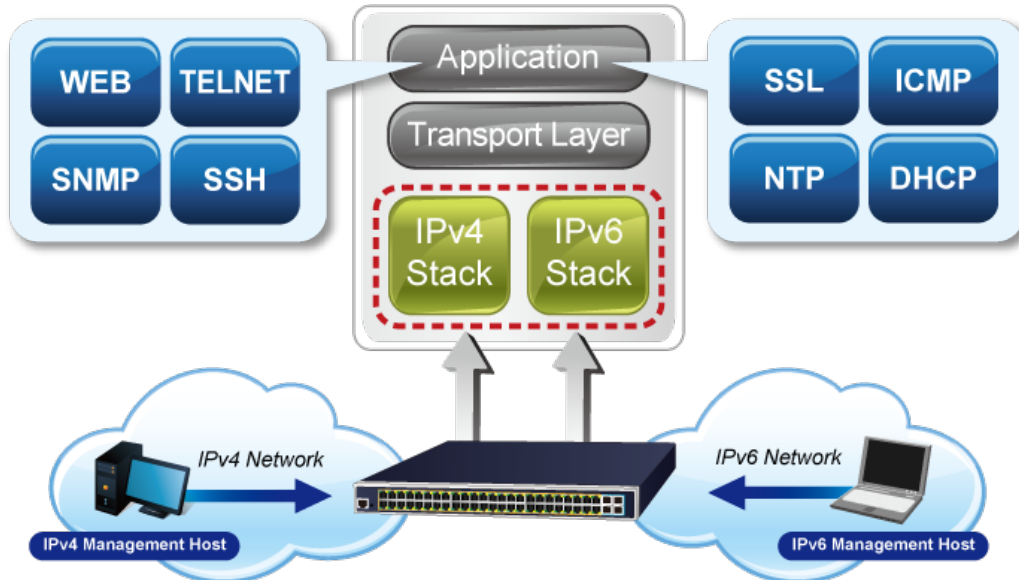 WEB
TELNET
SNMP
SSH
Application
Transport Layer
IPv4
Stack
IPv6
Stack
SSL
ICMP
NTP
DHCP
IPv4 Network
IPv6 Network
IPv4 Management Host
IPv6 Management Host